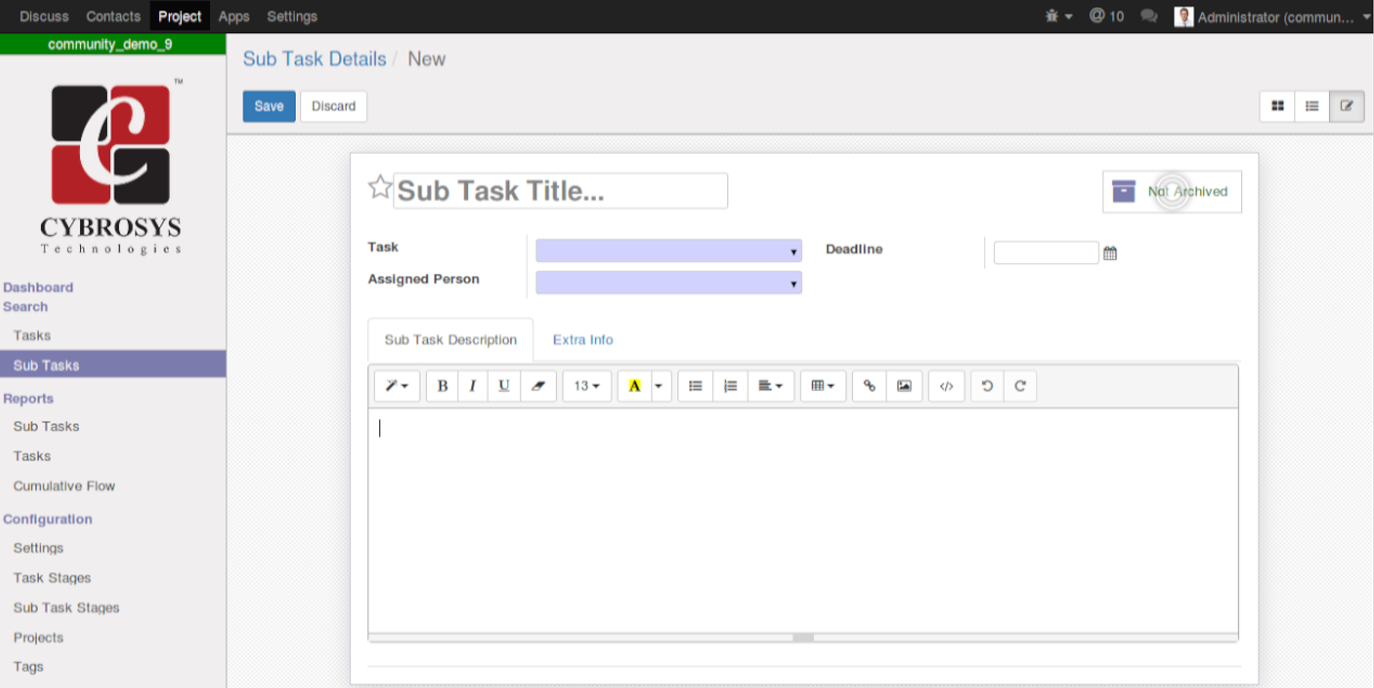 Discuss Contacts Project Apps Settings @ 10 Administrator (commun...
community_demo_9
Sub Task Details / New
Save Discard
™
C
CYBROSYS
Technologies
Dashboard
Search
Tasks
Sub Tasks
Reports
Sub Tasks
Tasks
Cumulative Flow
Configuration
Settings
Task Stages
Sub Task Stages
Projects
Tags
Sub Task Title...
Not Archived
Task
Deadline
Assigned Person
Sub Task Description Extra Info
B I U 13 A </>